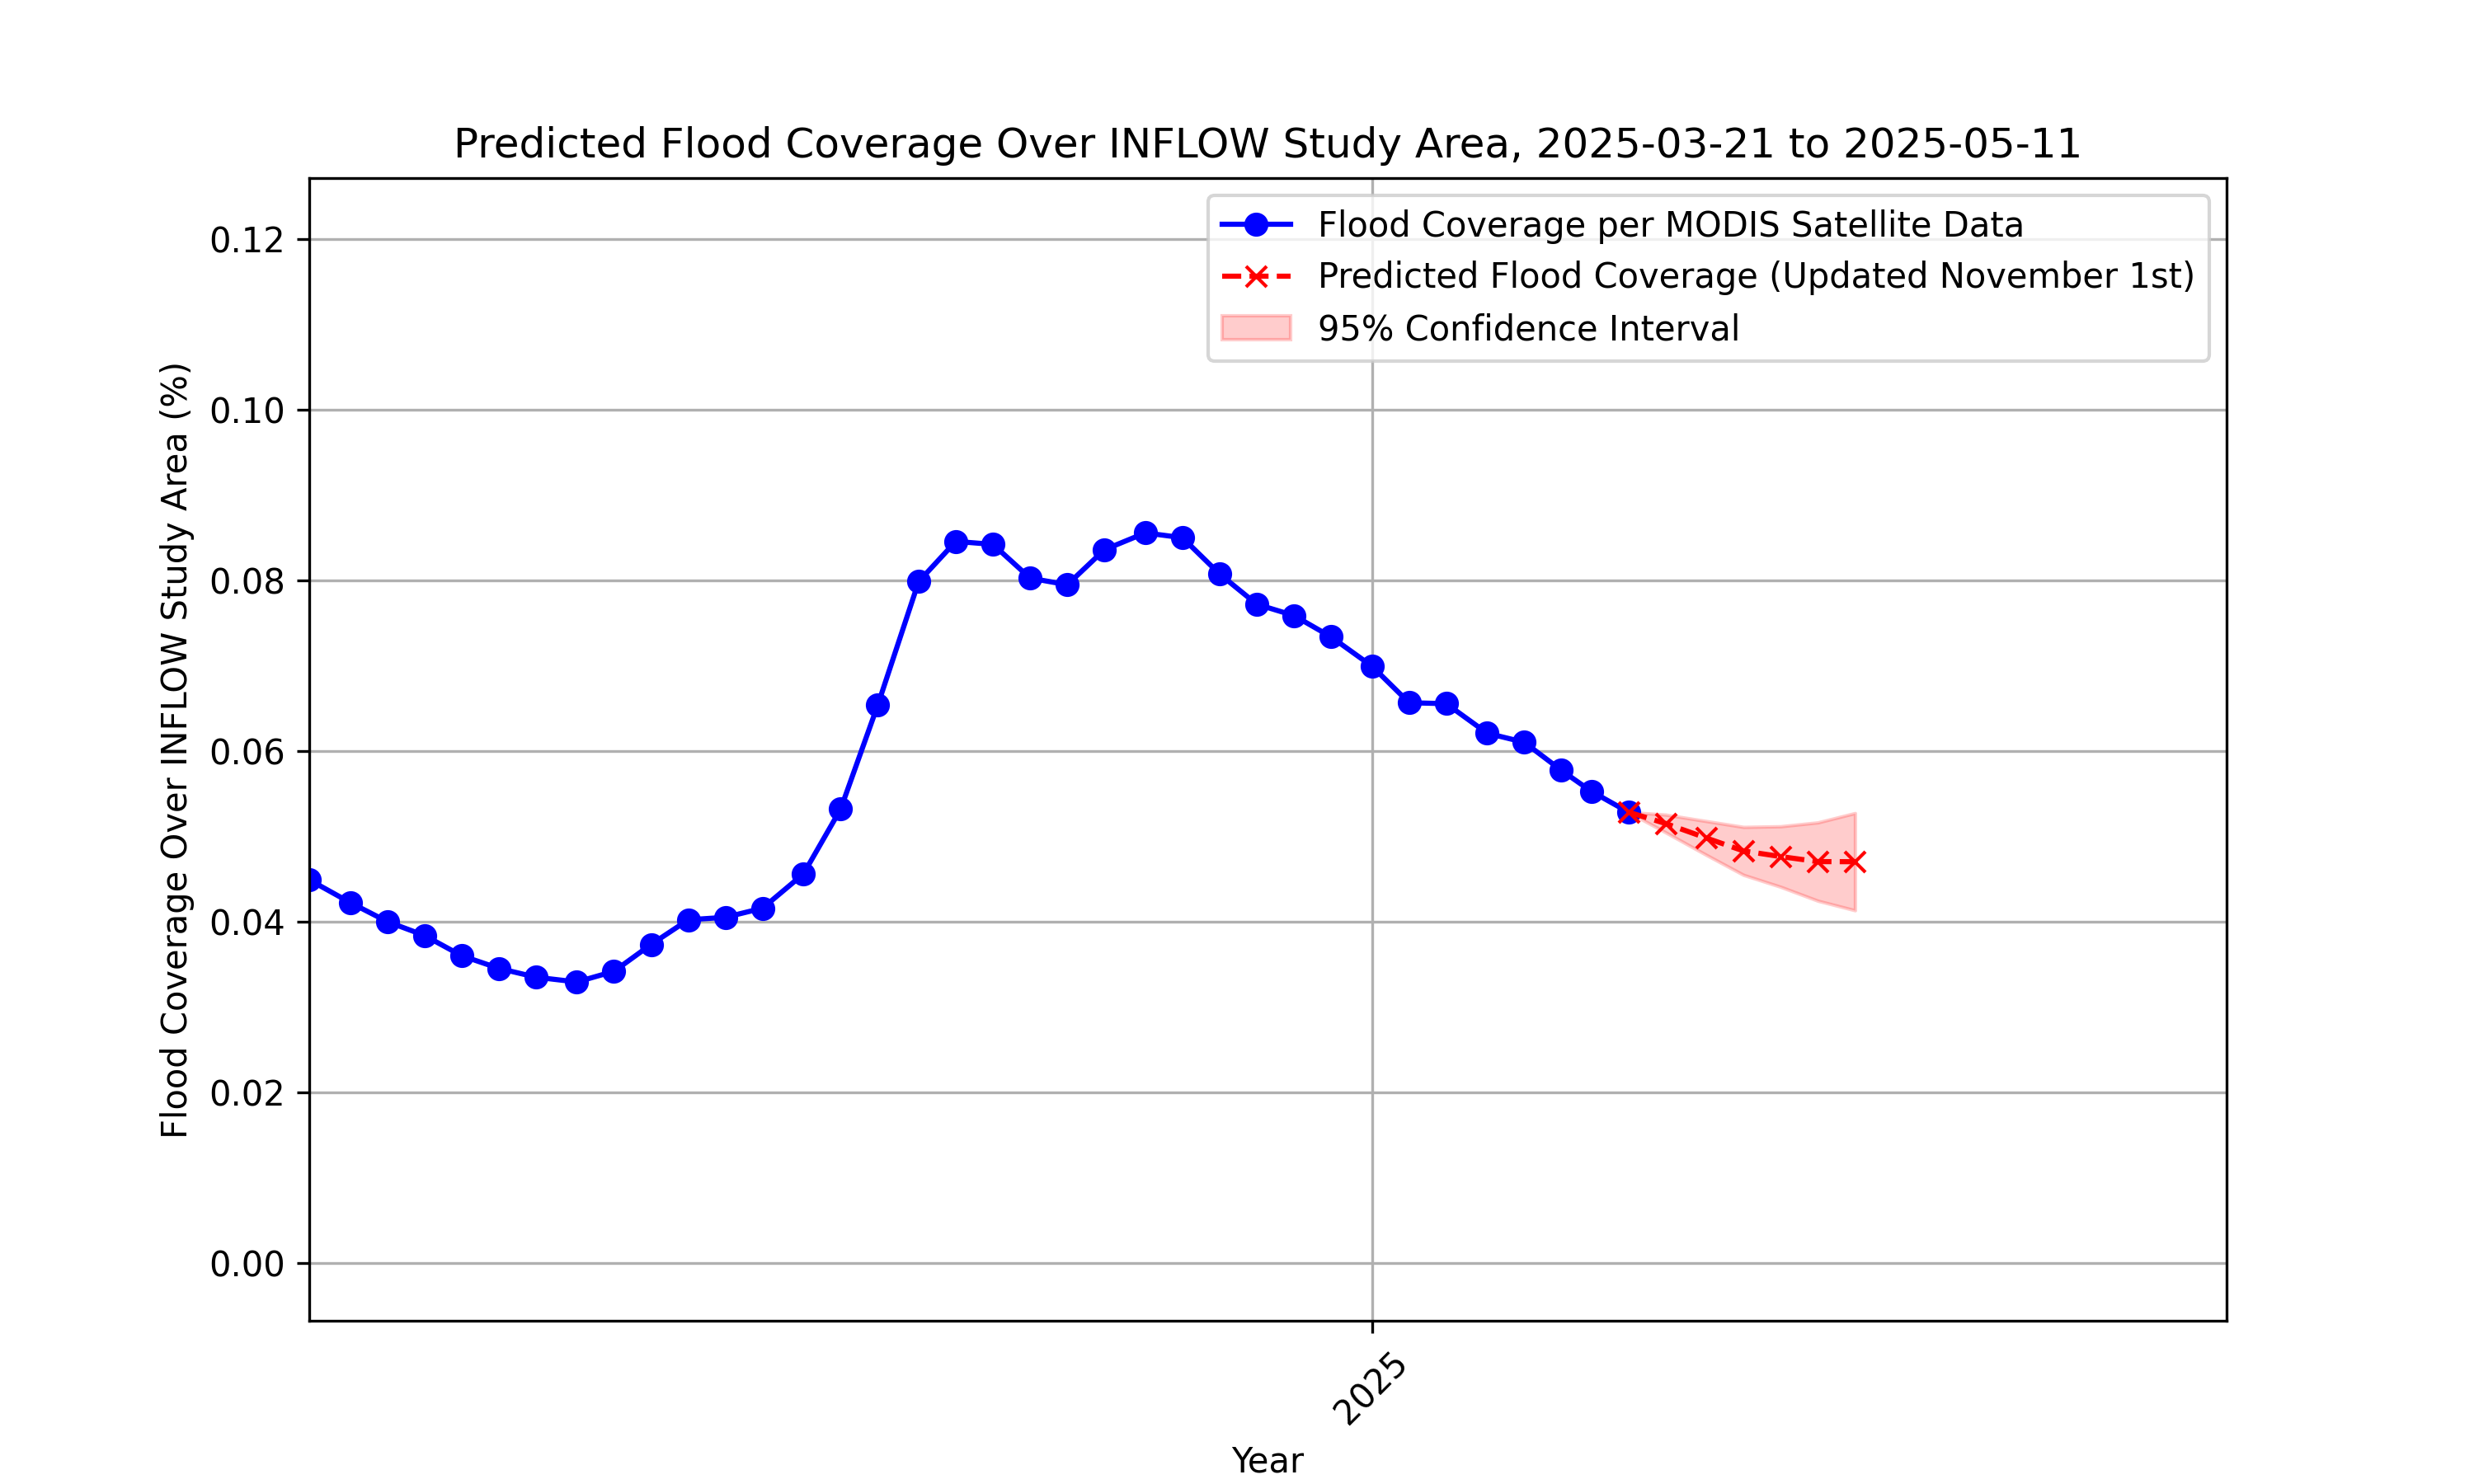 Predicted Flood Coverage Over INFLOW Study Area, 2025-03-21 to 2025-05-11
Flood Coverage per MODIS Satellite Data
Predicted Flood Coverage (Updated November 1st)
95% Confidence Interval
Flood Coverage Over INFLOW Study Area (%)
0.12
0.10
0.08
0.06
0.04
0.02
0.00
2025
Year